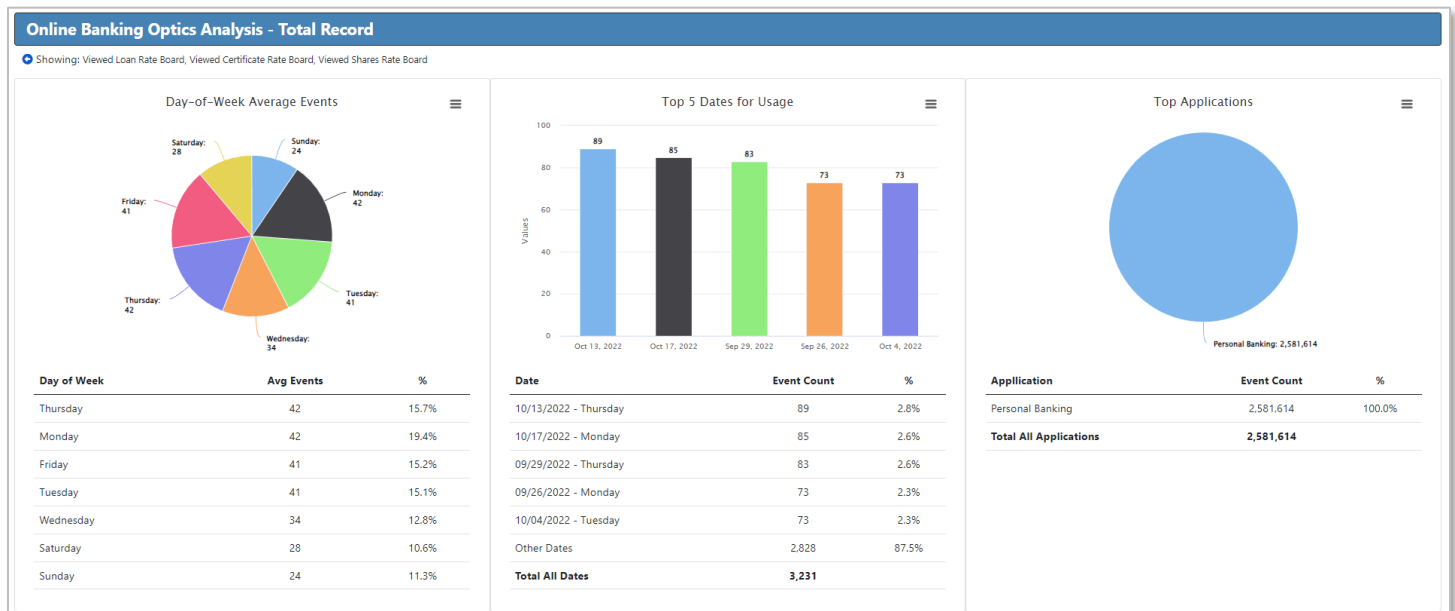 Online Banking Optics Analysis - Total Record
Showing: Viewed Loan Rate Board, Viewed Certificate Rate Board, Viewed Shares Rate Board
Day-of-Week Average Events
Saturday:
28
Sunday:
24
Monday:
42
Friday:
41
Tuesday:
41
Thursday:
42
Wednesday:
34
Day of Week Avg Events %
Thursday 42 15.7%
Monday 42 19.4%
Friday 41 15.2%
Tuesday 41 15.1%
Wednesday 34 12.8%
Saturday 28 10.6%
Sunday 24 11.3%
Top 5 Dates for Usage
Values
100
80
60
40
20
0
89
85
83
73
73
Oct 13, 2022 Oct 17, 2022 Sep 29, 2022 Sep 26, 2022 Oct 4, 2022
Date Event Count %
10/13/2022 - Thursday 89 2.8%
10/17/2022 - Monday 85 2.6%
09/29/2022 - Thursday 83 2.6%
09/26/2022 - Monday 73 2.3%
10/04/2022 - Tuesday 73 2.3%
Other Dates 2,828 87.5%
Total All Dates 3,231
Top Applications
Personal Banking: 2,581,614
Appllication Event Count %
Personal Banking 2,581,614 100.0%
Total All Applications 2,581,614